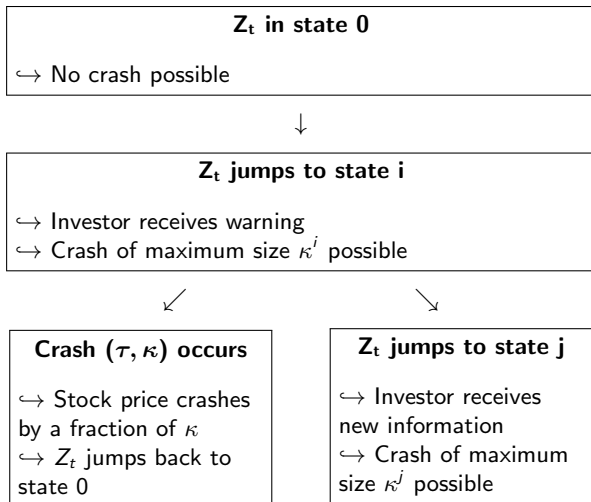 Z_t in state 0
↪ No crash possible
↓
Z_t jumps to state i
↪ Investor receives warning
↪ Crash of maximum size κ^i possible
↙ ↘
Crash (τ, κ) occurs
↪ Stock price crashes
by a fraction of κ
↪ Z_t jumps back to
state 0
Z_t jumps to state j
↪ Investor receives
new information
↪ Crash of maximum
size κ^j possible